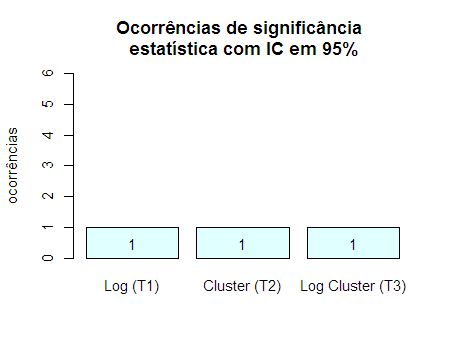 Ocorrências de significância
estatística com IC em 95%
ocorrências
6
5
4
3
2
1
0
1 1 1
Log (T1) Cluster (T2) Log Cluster (T3)